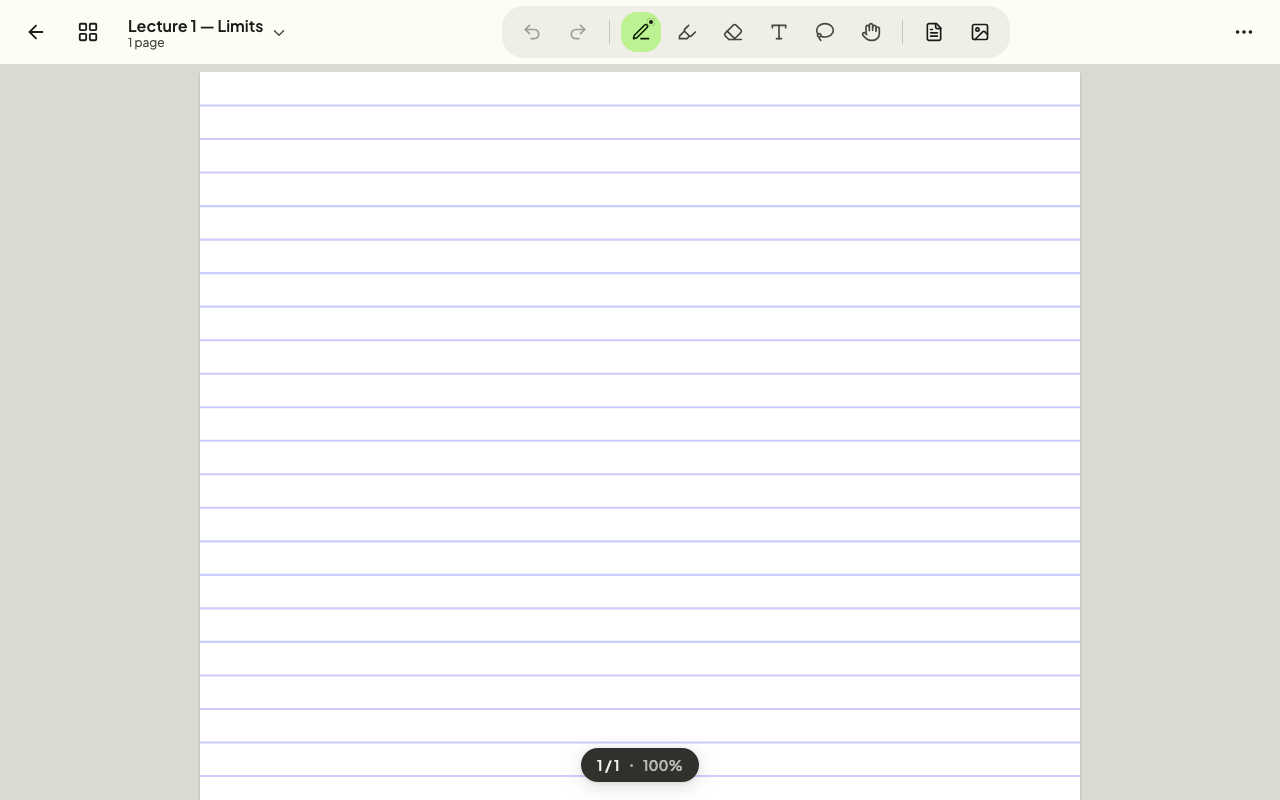 Lecture 1 — Limits
1 page
1 / 1 · 100%